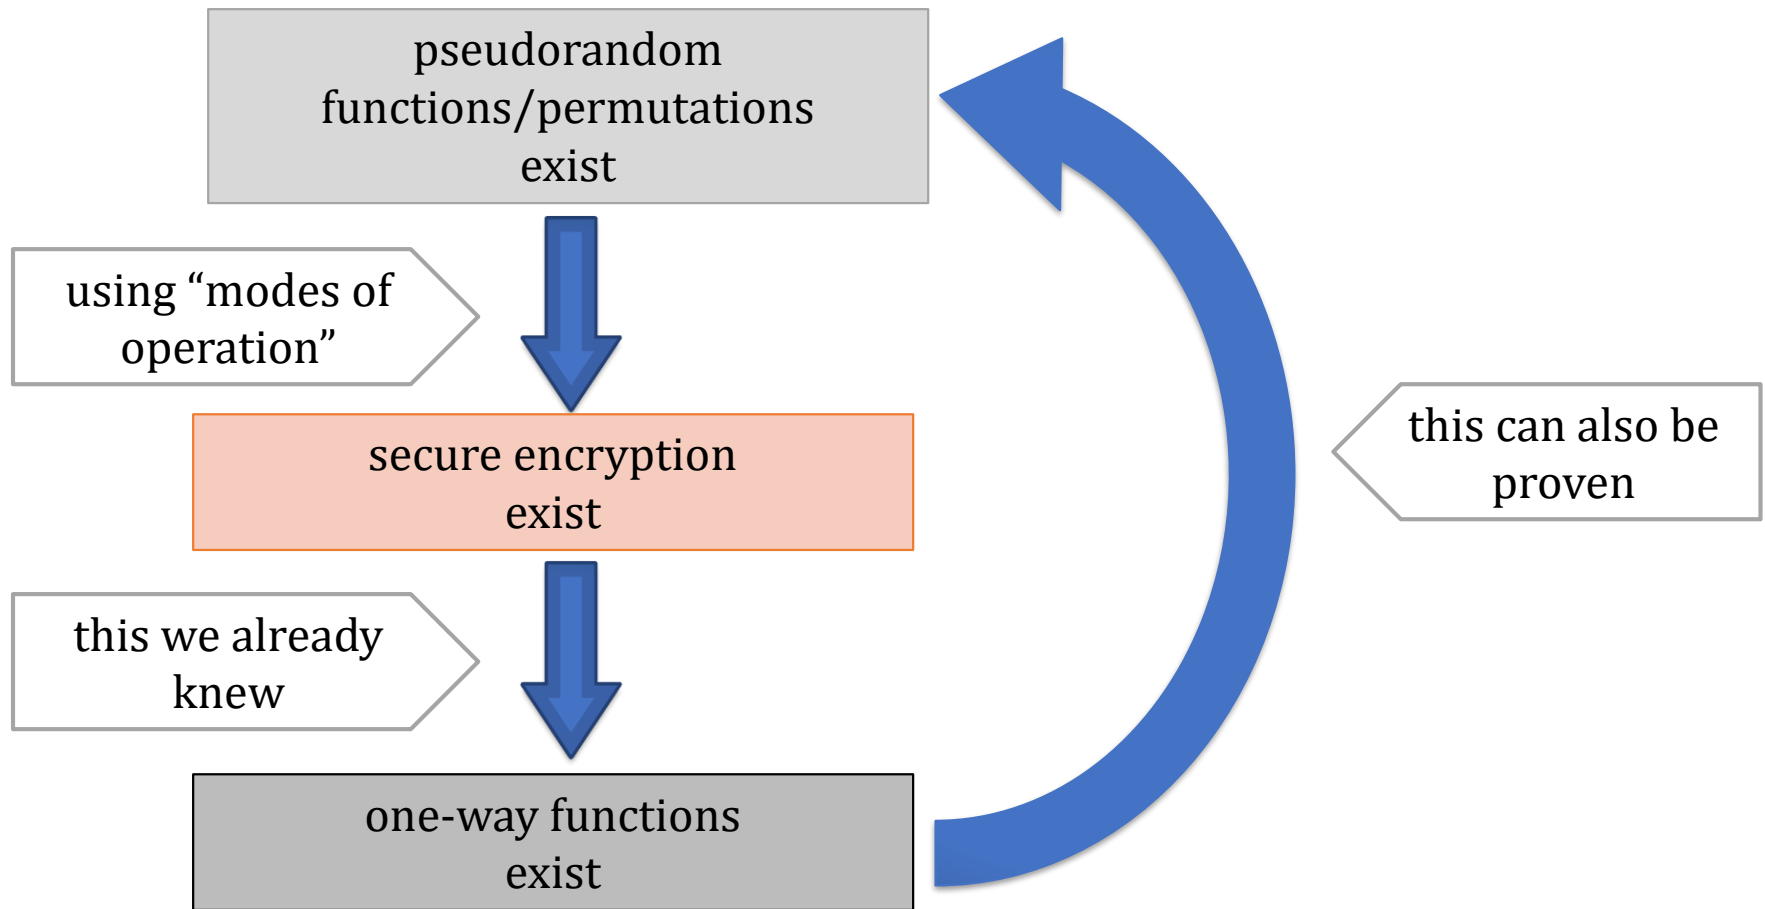 pseudorandom
functions/permutations
exist
using “modes of
operation”
secure encryption
exist
this can also be
proven
this we already
knew
one-way functions
exist